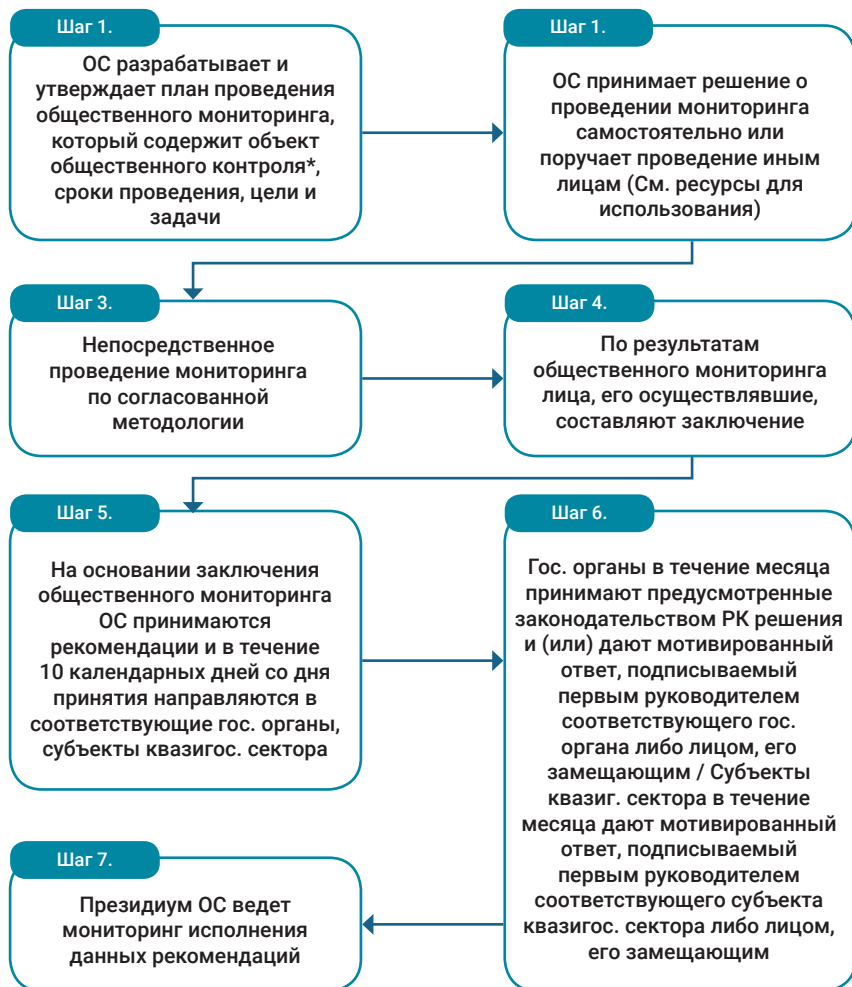 Шаг 1.
ОС разрабатывает и
утверждает план проведения
общественного мониторинга,
который содержит объект
общественного контроля*,
сроки проведения, цели и
задачи
Шаг 1.
ОС принимает решение о
проведении мониторинга
самостоятельно или
поручает проведение иным
лицам (См. ресурсы для
использования)
Шаг 3.
Непосредственное
проведение мониторинга
по согласованной
методологии
Шаг 4.
По результатам
общественного мониторинга
лица, его осуществлявшие,
составляют заключение
Шаг 5.
На основании заключения
общественного мониторинга
ОС принимаются
рекомендации и в течение
10 календарных дней со дня
принятия направляются в
соответствующие гос. органы,
субъекты квазигос. сектора
Шаг 6.
Гос. органы в течение месяца
принимают предусмотренные
законодательством РК решения
и (или) дают мотивированный
ответ, подписываемый
первым руководителем
соответствующего гос.
органа либо лицом, его
замещающим / Субъекты
квазиг. сектора в течение
месяца дают мотивированный
ответ, подписываемый
первым руководителем
соответствующего субъекта
квазигос. сектора либо лицом,
его замещающим
Шаг 7.
Президиум ОС ведет
мониторинг исполнения
данных рекомендаций